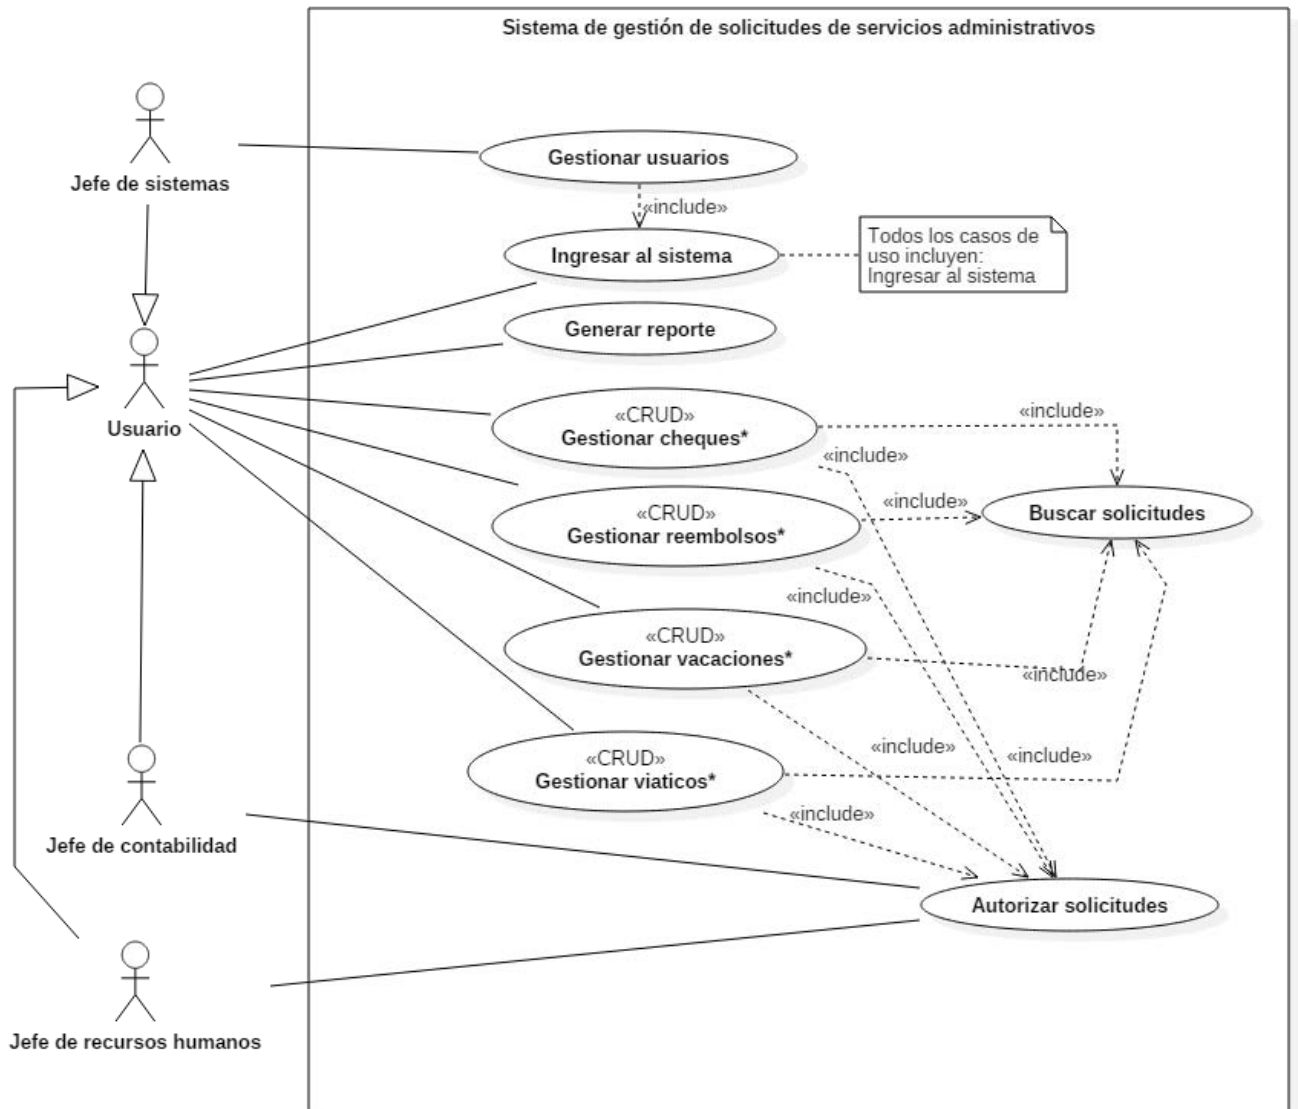 Sistema de gestión de solicitudes de servicios administrativos
Jefe de sistemas
Gestionar usuarios
«include»
Ingresar al sistema
Todos los casos de
uso incluyen:
Ingresar al sistema
Generar reporte
Usuario
«CRUD»
Gestionar cheques*
«include»
«include»
«CRUD»
Gestionar reembolsos*
«include»
Buscar solicitudes
«include»
«CRUD»
Gestionar vacaciones*
«include»
«include»
«include»
«CRUD»
Gestionar viaticos*
«include»
Jefe de contabilidad
Autorizar solicitudes
Jefe de recursos humanos